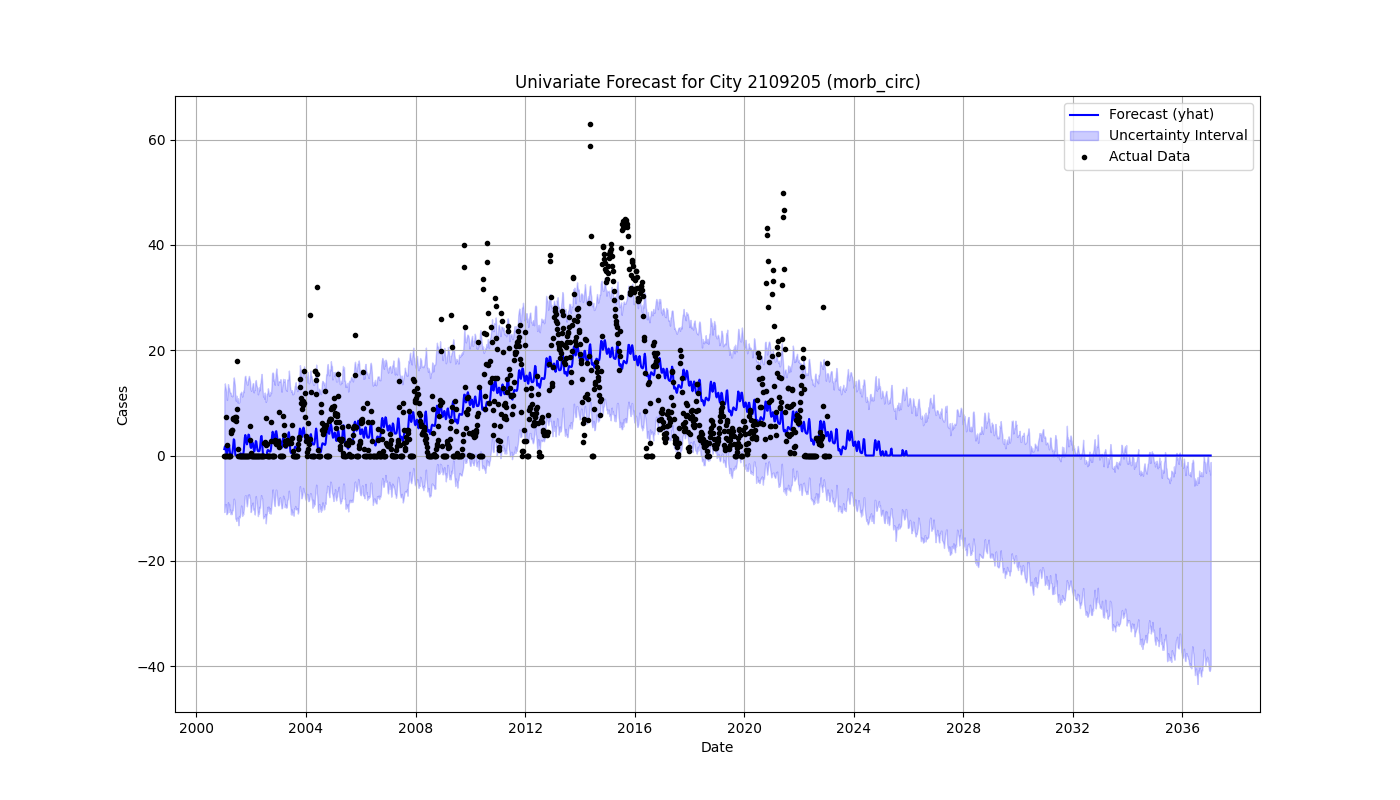 Univariate Forecast for City 2109205 (morb_circ)
Forecast (yhat)
Uncertainty Interval
Actual Data
Cases
60
40
20
0
−20
−40
2000 2004 2008 2012 2016 2020 2024 2028 2032 2036
Date